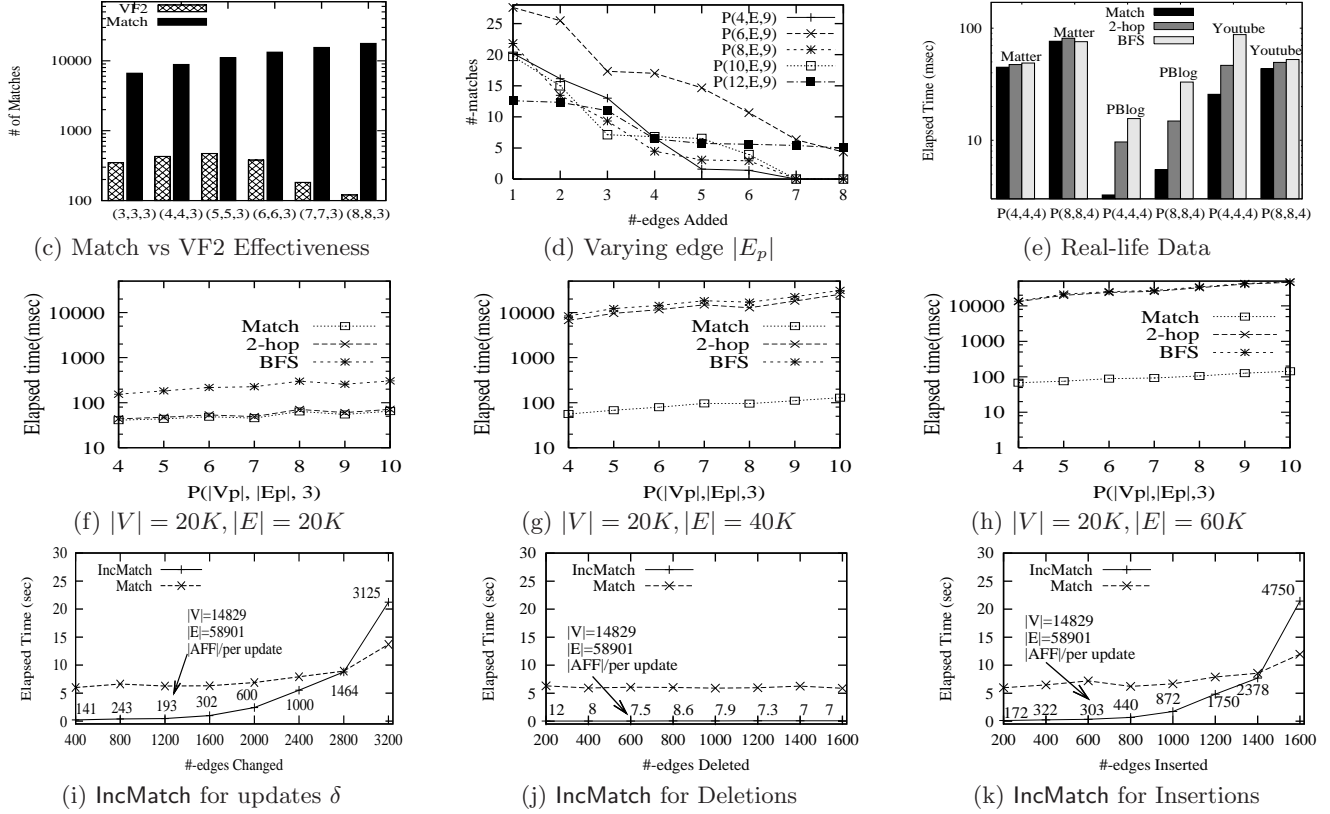 VF2
Match
# of Matches
10000
1000
100
(3,3,3) (4,4,3) (5,5,3) (6,6,3) (7,7,3) (8,8,3)
(c) Match vs VF2 Effectiveness
P(4,E,9)
P(6,E,9)
P(8,E,9)
P(10,E,9)
P(12,E,9)
#-matches
25
20
15
10
5
0
1 2 3 4 5 6 7 8
#-edges Added
(d) Varying edge |E_p|
Match
2-hop
BFS
Elapsed Time (msec)
100
10
Matter
Matter
PBlog
PBlog
Youtube
Youtube
P(4,4,4) P(8,8,4) P(4,4,4) P(8,8,4) P(4,4,4) P(8,8,4)
(e) Real-life Data
Elapsed time(msec)
10000
1000
100
10
Match
2-hop
BFS
4 5 6 7 8 9 10
P(|Vp|, |Ep|, 3)
(f) |V| = 20K, |E| = 20K
Elapsed time(msec)
10000
1000
100
10
Match
2-hop
BFS
4 5 6 7 8 9 10
P(|Vp|,|Ep|,3)
(g) |V| = 20K, |E| = 40K
Elapsed time(msec)
10000
1000
100
10
1
Match
2-hop
BFS
4 5 6 7 8 9 10
P(|Vp|,|Ep|,3)
(h) |V| = 20K, |E| = 60K
Elapsed Time (sec)
30
25
20
15
10
5
0
IncMatch
Match
|V|=14829
|E|=58901
|AFF|/per update
141 243 193 302 600 1000 1464 3125
400 800 1200 1600 2000 2400 2800 3200
#-edges Changed
(i) IncMatch for updates δ
Elapsed Time (sec)
30
25
20
15
10
5
0
IncMatch
Match
|V|=14829
|E|=58901
|AFF|/per update
12 8 7.5 8.6 7.9 7.3 7 7
200 400 600 800 1000 1200 1400 1600
#-edges Deleted
(j) IncMatch for Deletions
Elapsed Time (sec)
30
25
20
15
10
5
0
IncMatch
Match
|V|=14829
|E|=58901
|AFF|/per update
172 322 303 440 872 1750 2378 4750
200 400 600 800 1000 1200 1400 1600
#-edges Inserted
(k) IncMatch for Insertions